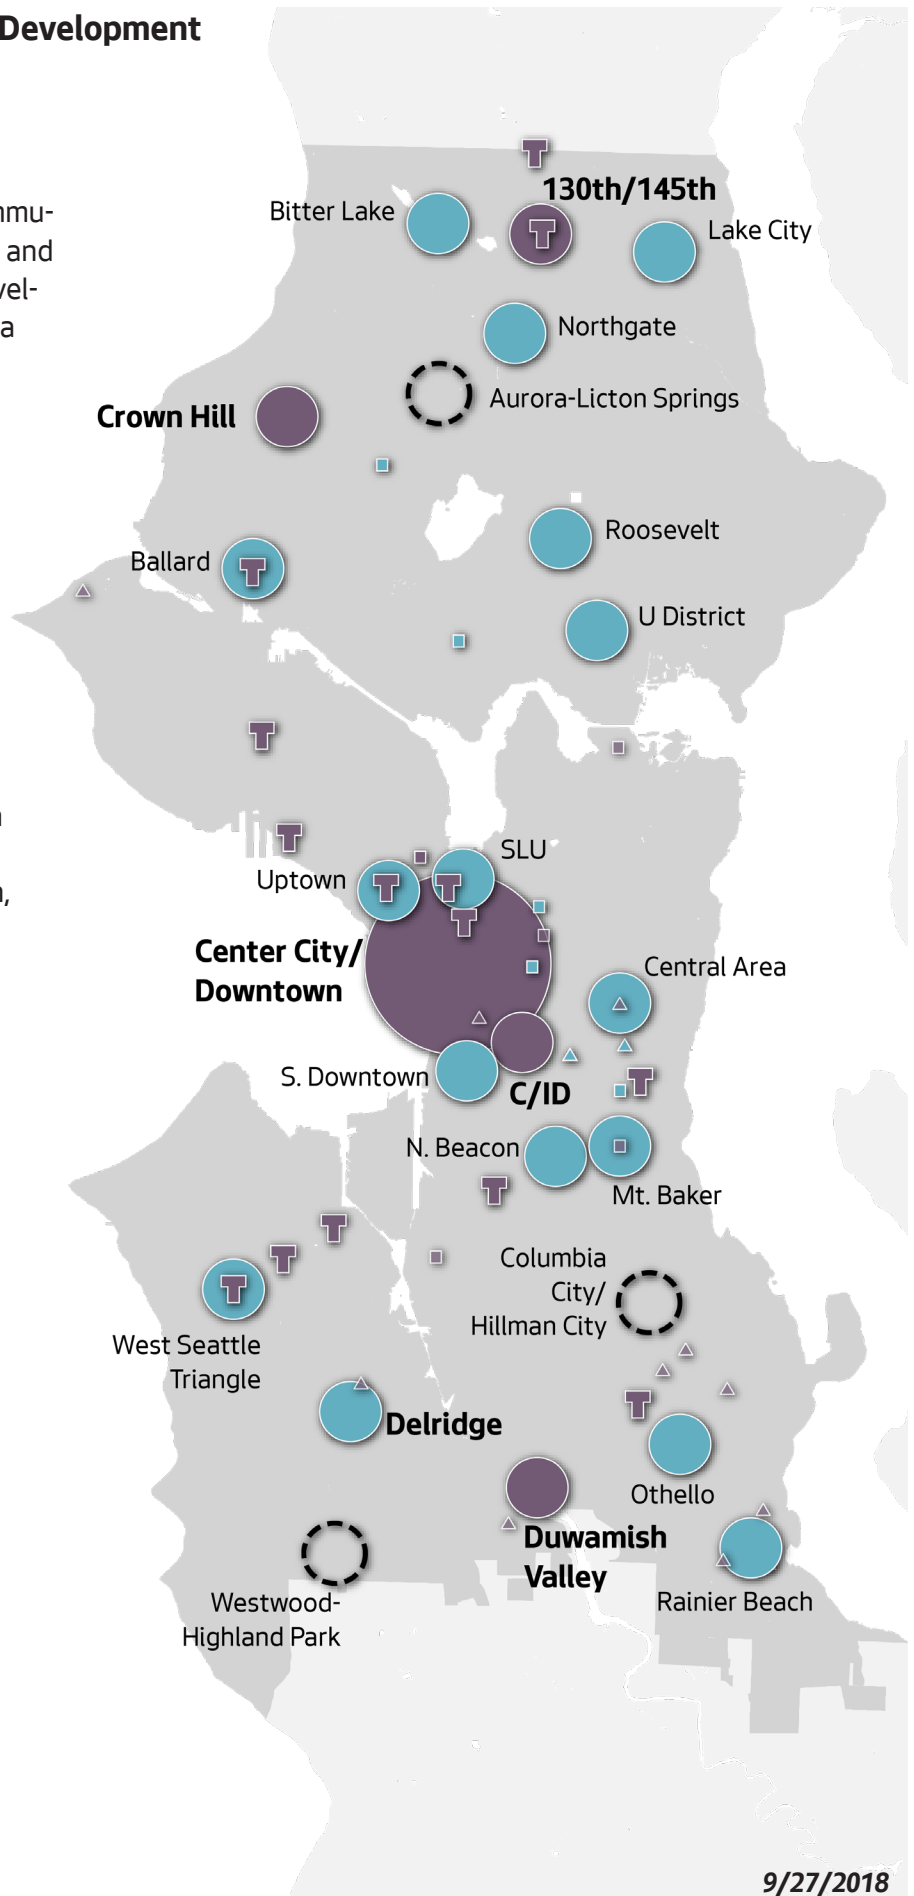 Development
nmu-
and
vel-
a
130th/145th
Bitter Lake
Lake City
Northgate
Aurora-Licton Springs
Crown Hill
Roosevelt
Ballard
U District
SLU
Uptown
Center City/
Downtown
Central Area
S. Downtown
C/ID
N. Beacon
Mt. Baker
Columbia
City/
Hillman City
West Seattle
Triangle
Delridge
Othello
Duwamish
Valley
Rainier Beach
Westwood-
Highland Park
9/27/2018